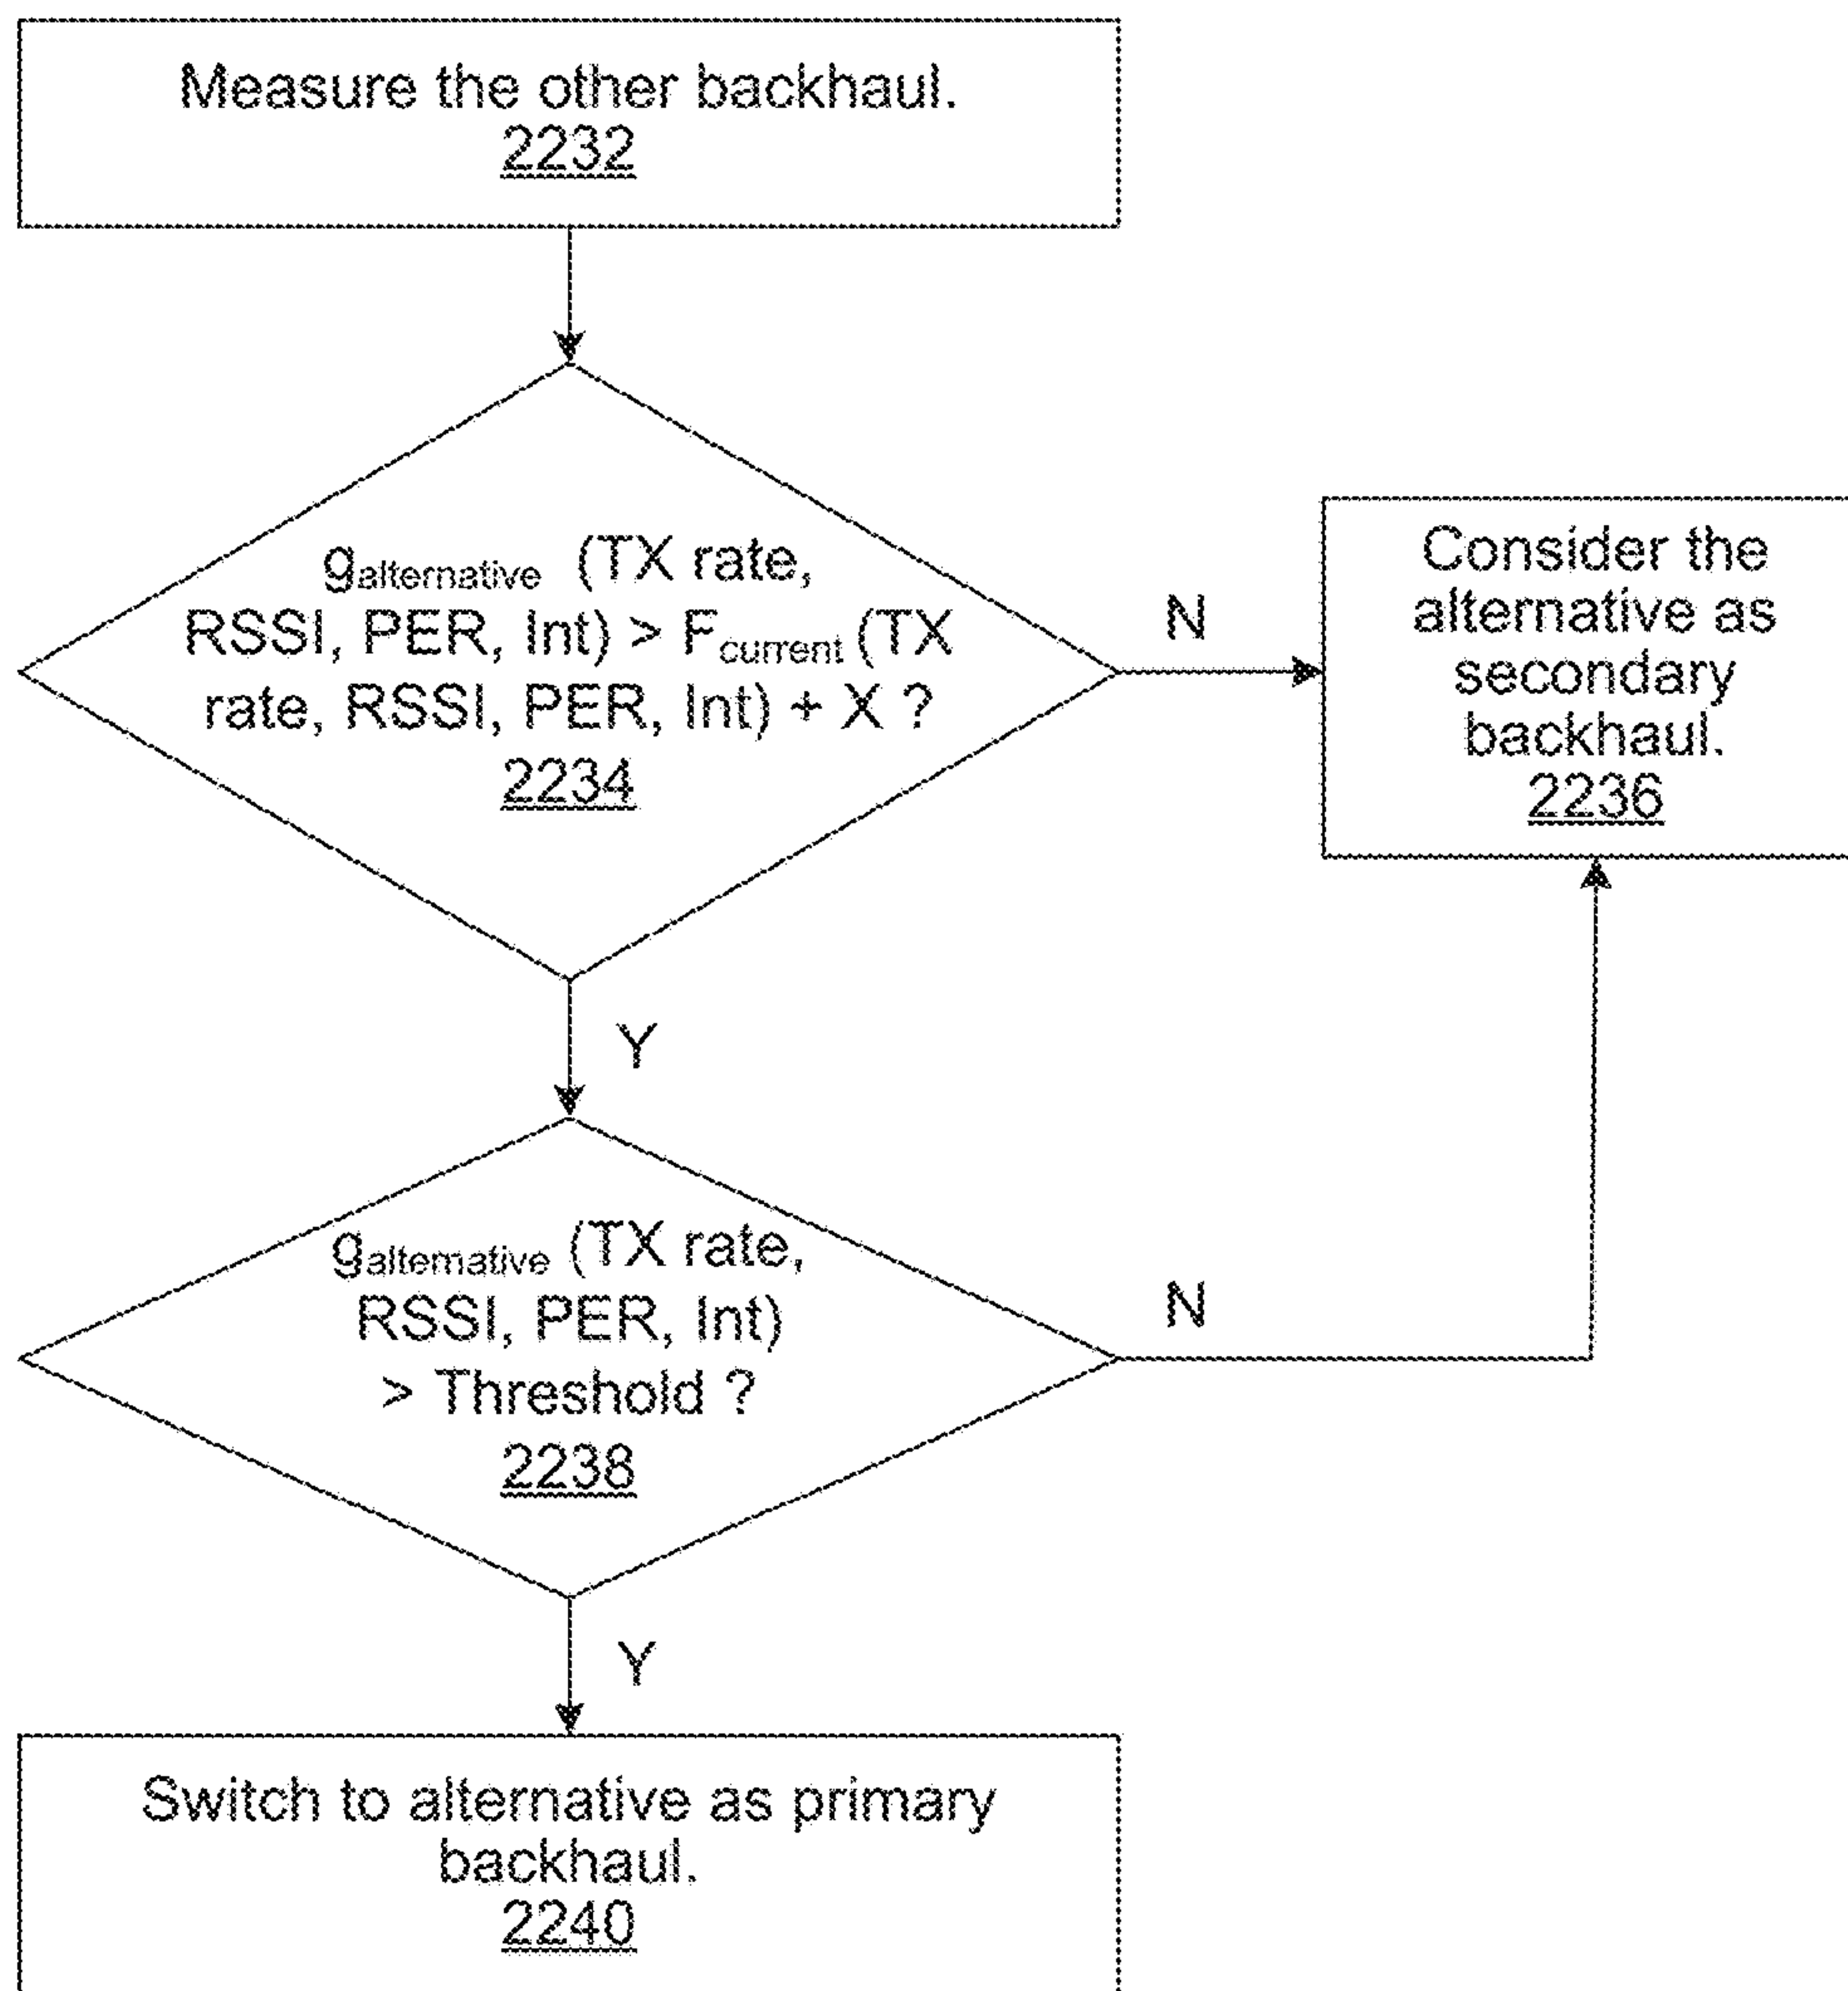 Measure the other backhaul.
2232
g_alternative (TX rate,
RSSI, PER, Int) > F_current (TX
rate, RSSI, PER, Int) + X ?
2234
N
Consider the
alternative as
secondary
backhaul.
2236
Y
g_alternative (TX rate,
RSSI, PER, Int)
> Threshold ?
2238
N
Y
Switch to alternative as primary
backhaul.
2240